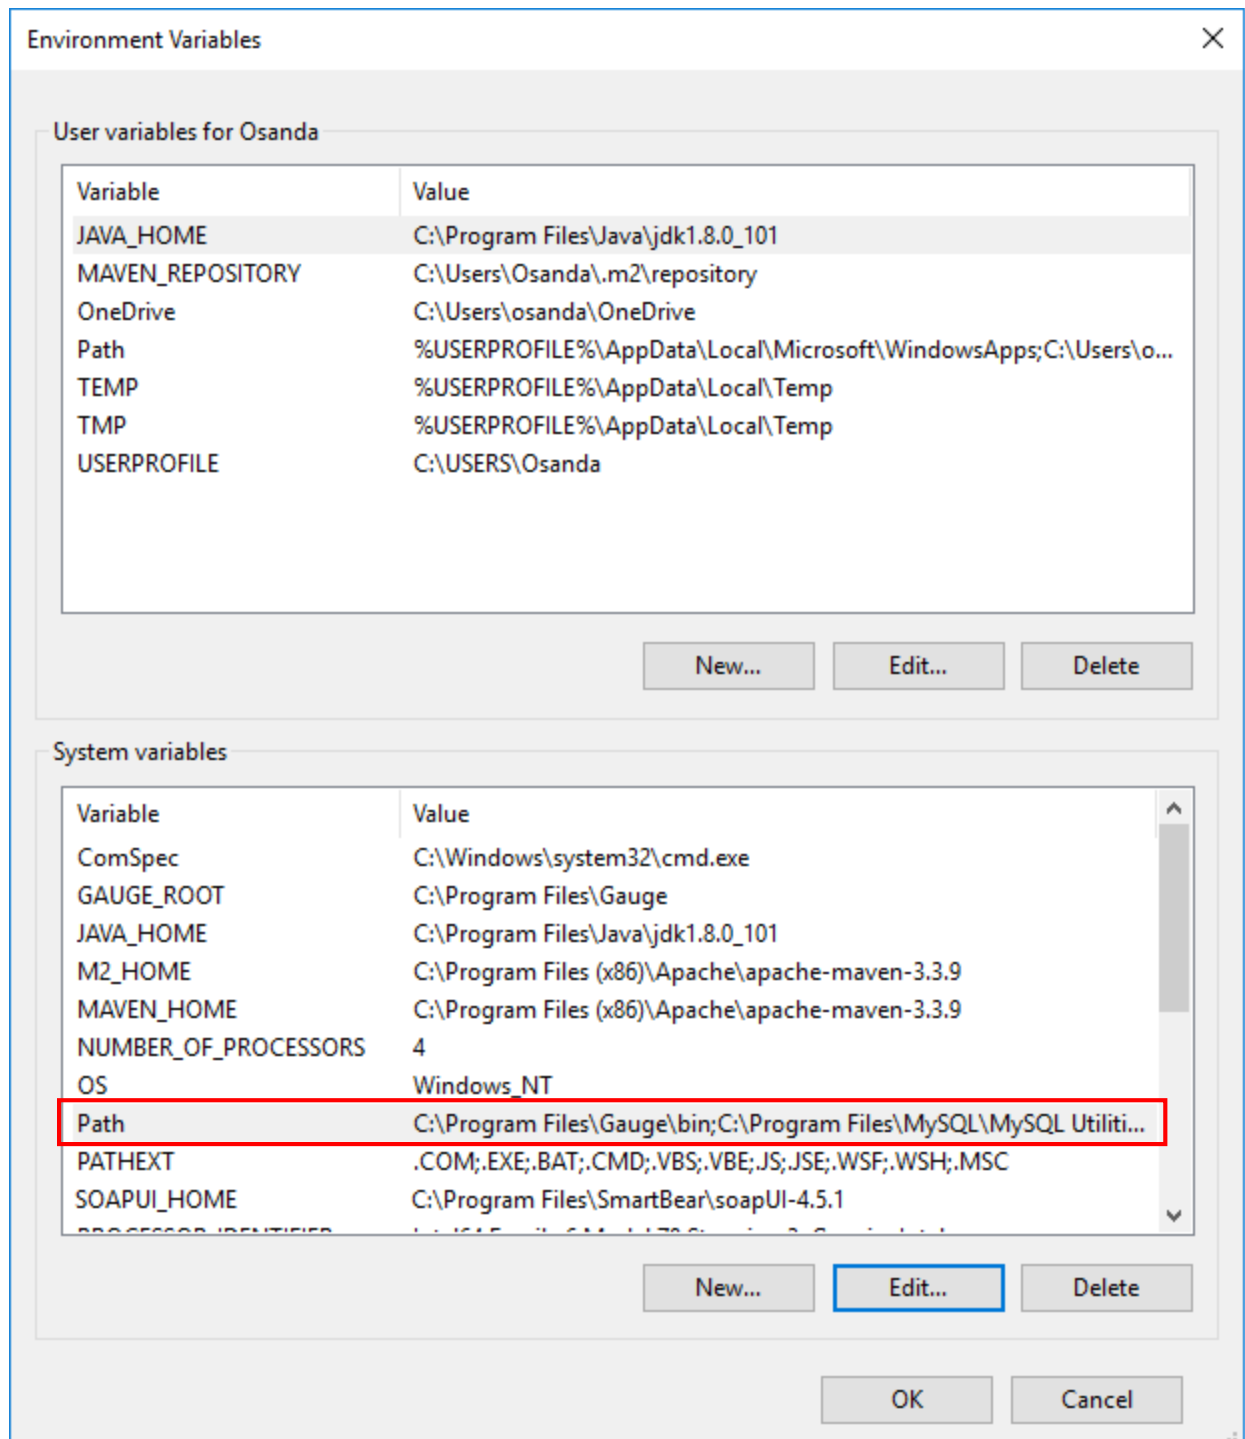 Environment Variables
User variables for Osanda
Variable Value
JAVA_HOME C:\Program Files\Java\jdk1.8.0_101
MAVEN_REPOSITORY C:\Users\Osanda\.m2\repository
OneDrive C:\Users\osanda\OneDrive
Path %USERPROFILE%\AppData\Local\Microsoft\WindowsApps;C:\Users\o...
TEMP %USERPROFILE%\AppData\Local\Temp
TMP %USERPROFILE%\AppData\Local\Temp
USERPROFILE C:\USERS\Osanda
New... Edit... Delete
System variables
Variable Value
ComSpec C:\Windows\system32\cmd.exe
GAUGE_ROOT C:\Program Files\Gauge
JAVA_HOME C:\Program Files\Java\jdk1.8.0_101
M2_HOME C:\Program Files (x86)\Apache\apache-maven-3.3.9
MAVEN_HOME C:\Program Files (x86)\Apache\apache-maven-3.3.9
NUMBER_OF_PROCESSORS 4
OS Windows_NT
Path C:\Program Files\Gauge\bin;C:\Program Files\MySQL\MySQL Utiliti...
PATHEXT .COM;.EXE;.BAT;.CMD;.VBS;.VBE;.JS;.JSE;.WSF;.WSH;.MSC
SOAPUI_HOME C:\Program Files\SmartBear\soapUI-4.5.1
New... Edit... Delete
OK Cancel